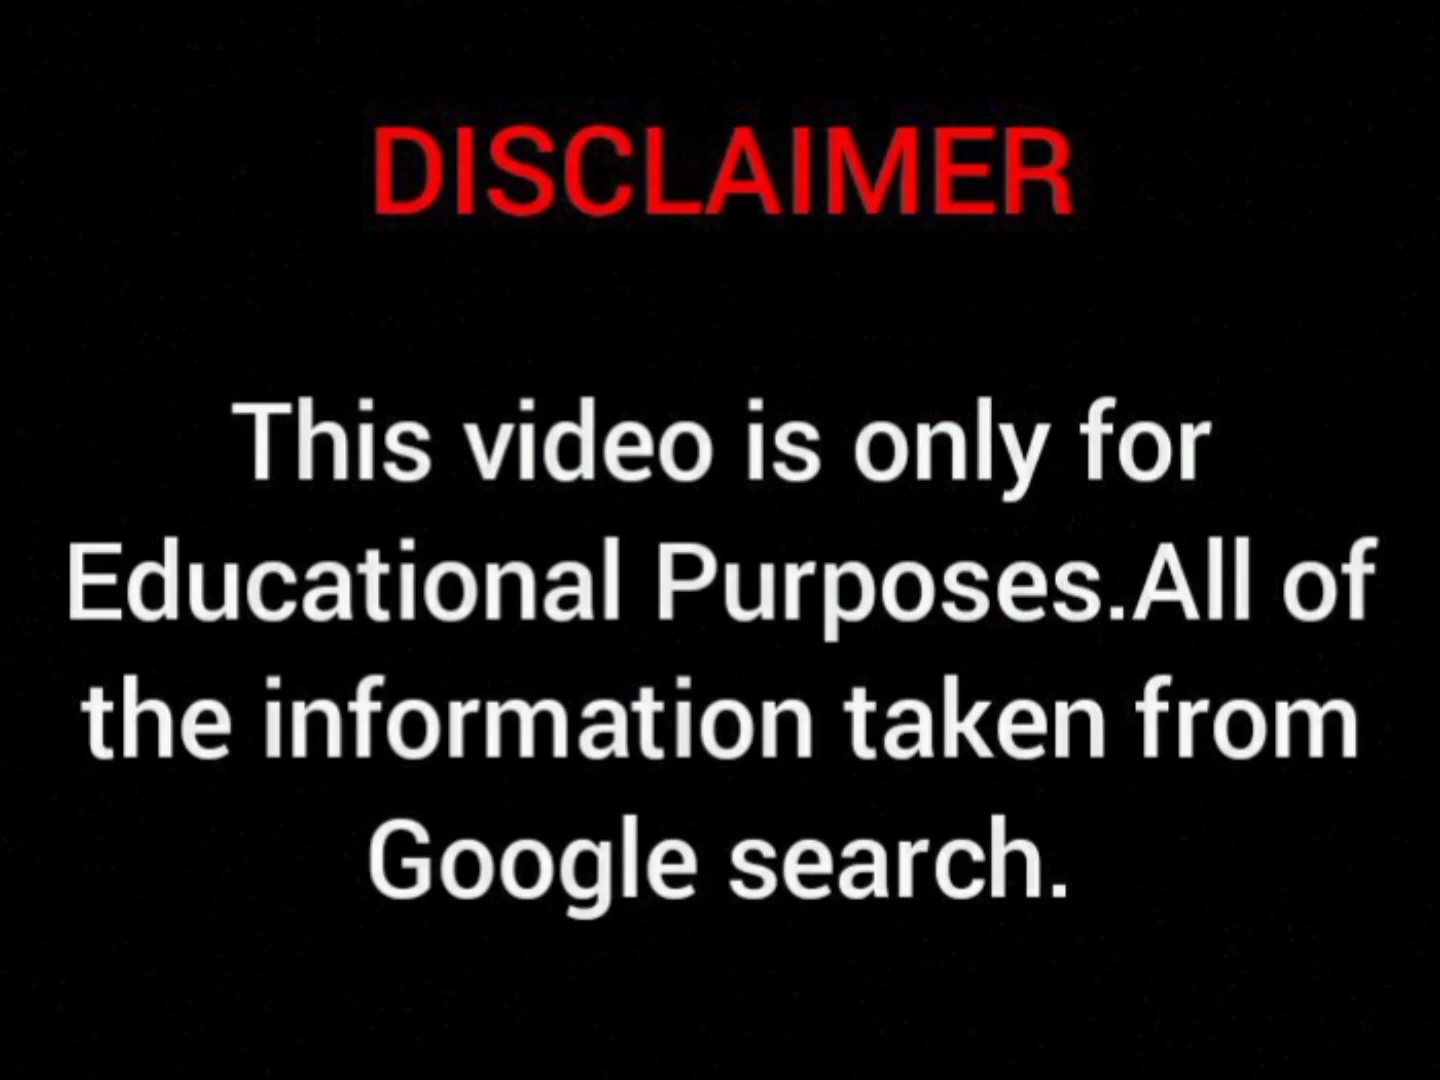 DISCLAIMER
This video is only for
Educational Purposes.All of
the information taken from
Google search.